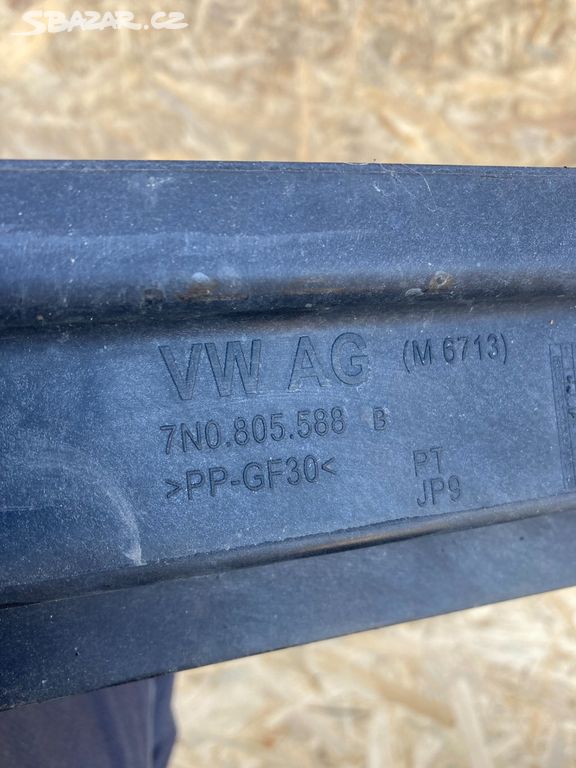 SBAZAR.CZ
VW AG (M 6713)
7N0.805.588 B
>PP-GF30< PT
JP9